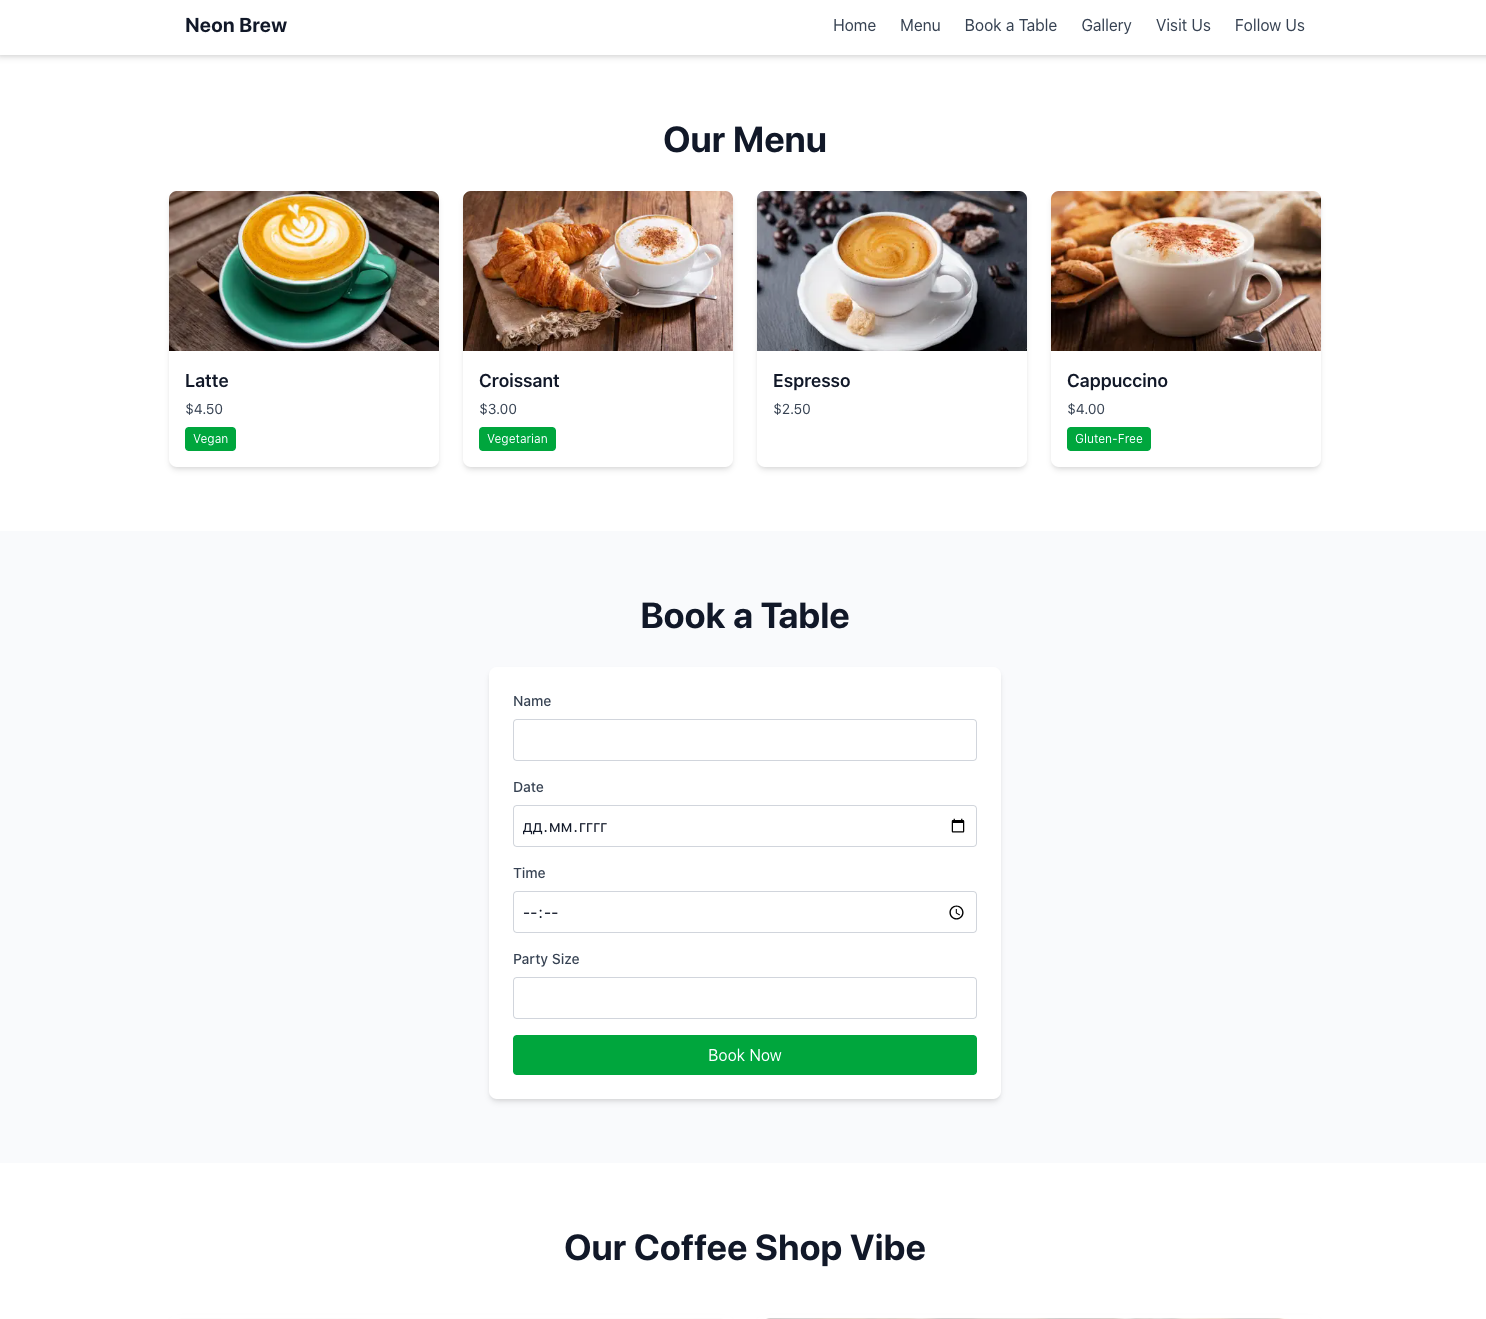 Neon Brew
Home Menu Book a Table Gallery Visit Us Follow Us
Our Menu
Latte
$4.50
Vegan
Croissant
$3.00
Vegetarian
Espresso
$2.50
Cappuccino
$4.00
Gluten-Free
Book a Table
Name
Date
дд.мм.гггг
Time
--:--
Party Size
Book Now
Our Coffee Shop Vibe